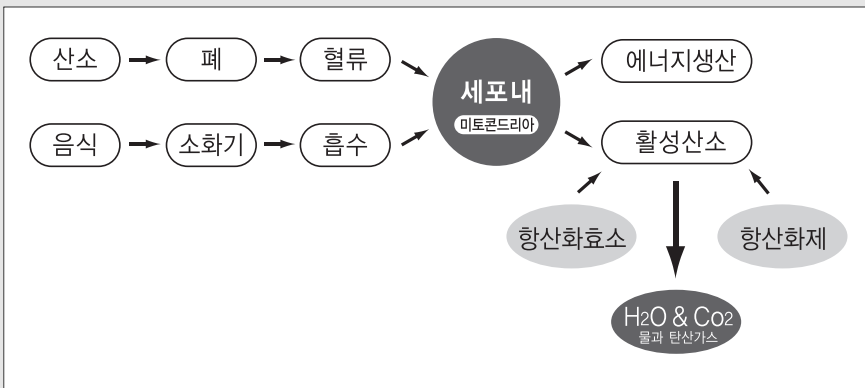 산소
폐
혈류
음식
소화기
흡수
세포내
미토콘드리아
에너지생산
활성산소
항산화효소
항산화제
H2O & Co2
물과 탄산가스